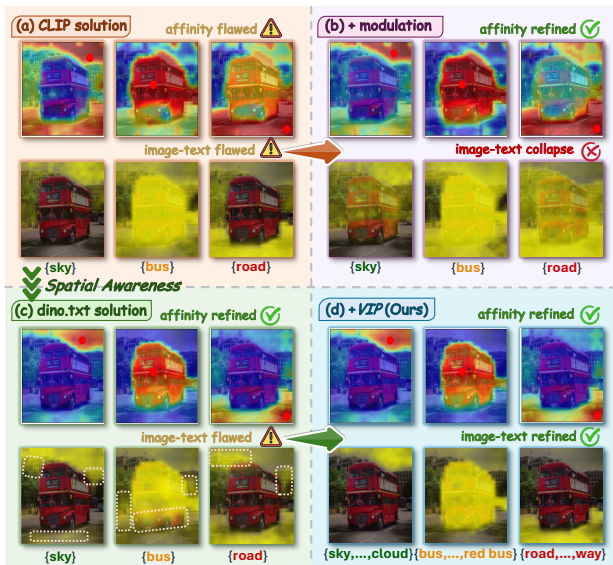 (a) CLIP solution
affinity flawed
image-text flawed
{sky} {bus} {road}
(b) + modulation
affinity refined
image-text collapse
{sky} {bus} {road}
Spatial Awareness
(c) dino.txt solution
affinity refined
image-text flawed
{sky} {bus} {road}
(d) + VIP (Ours)
affinity refined
image-text refined
{sky,...,cloud} {bus,...,red bus} {road,...,way}